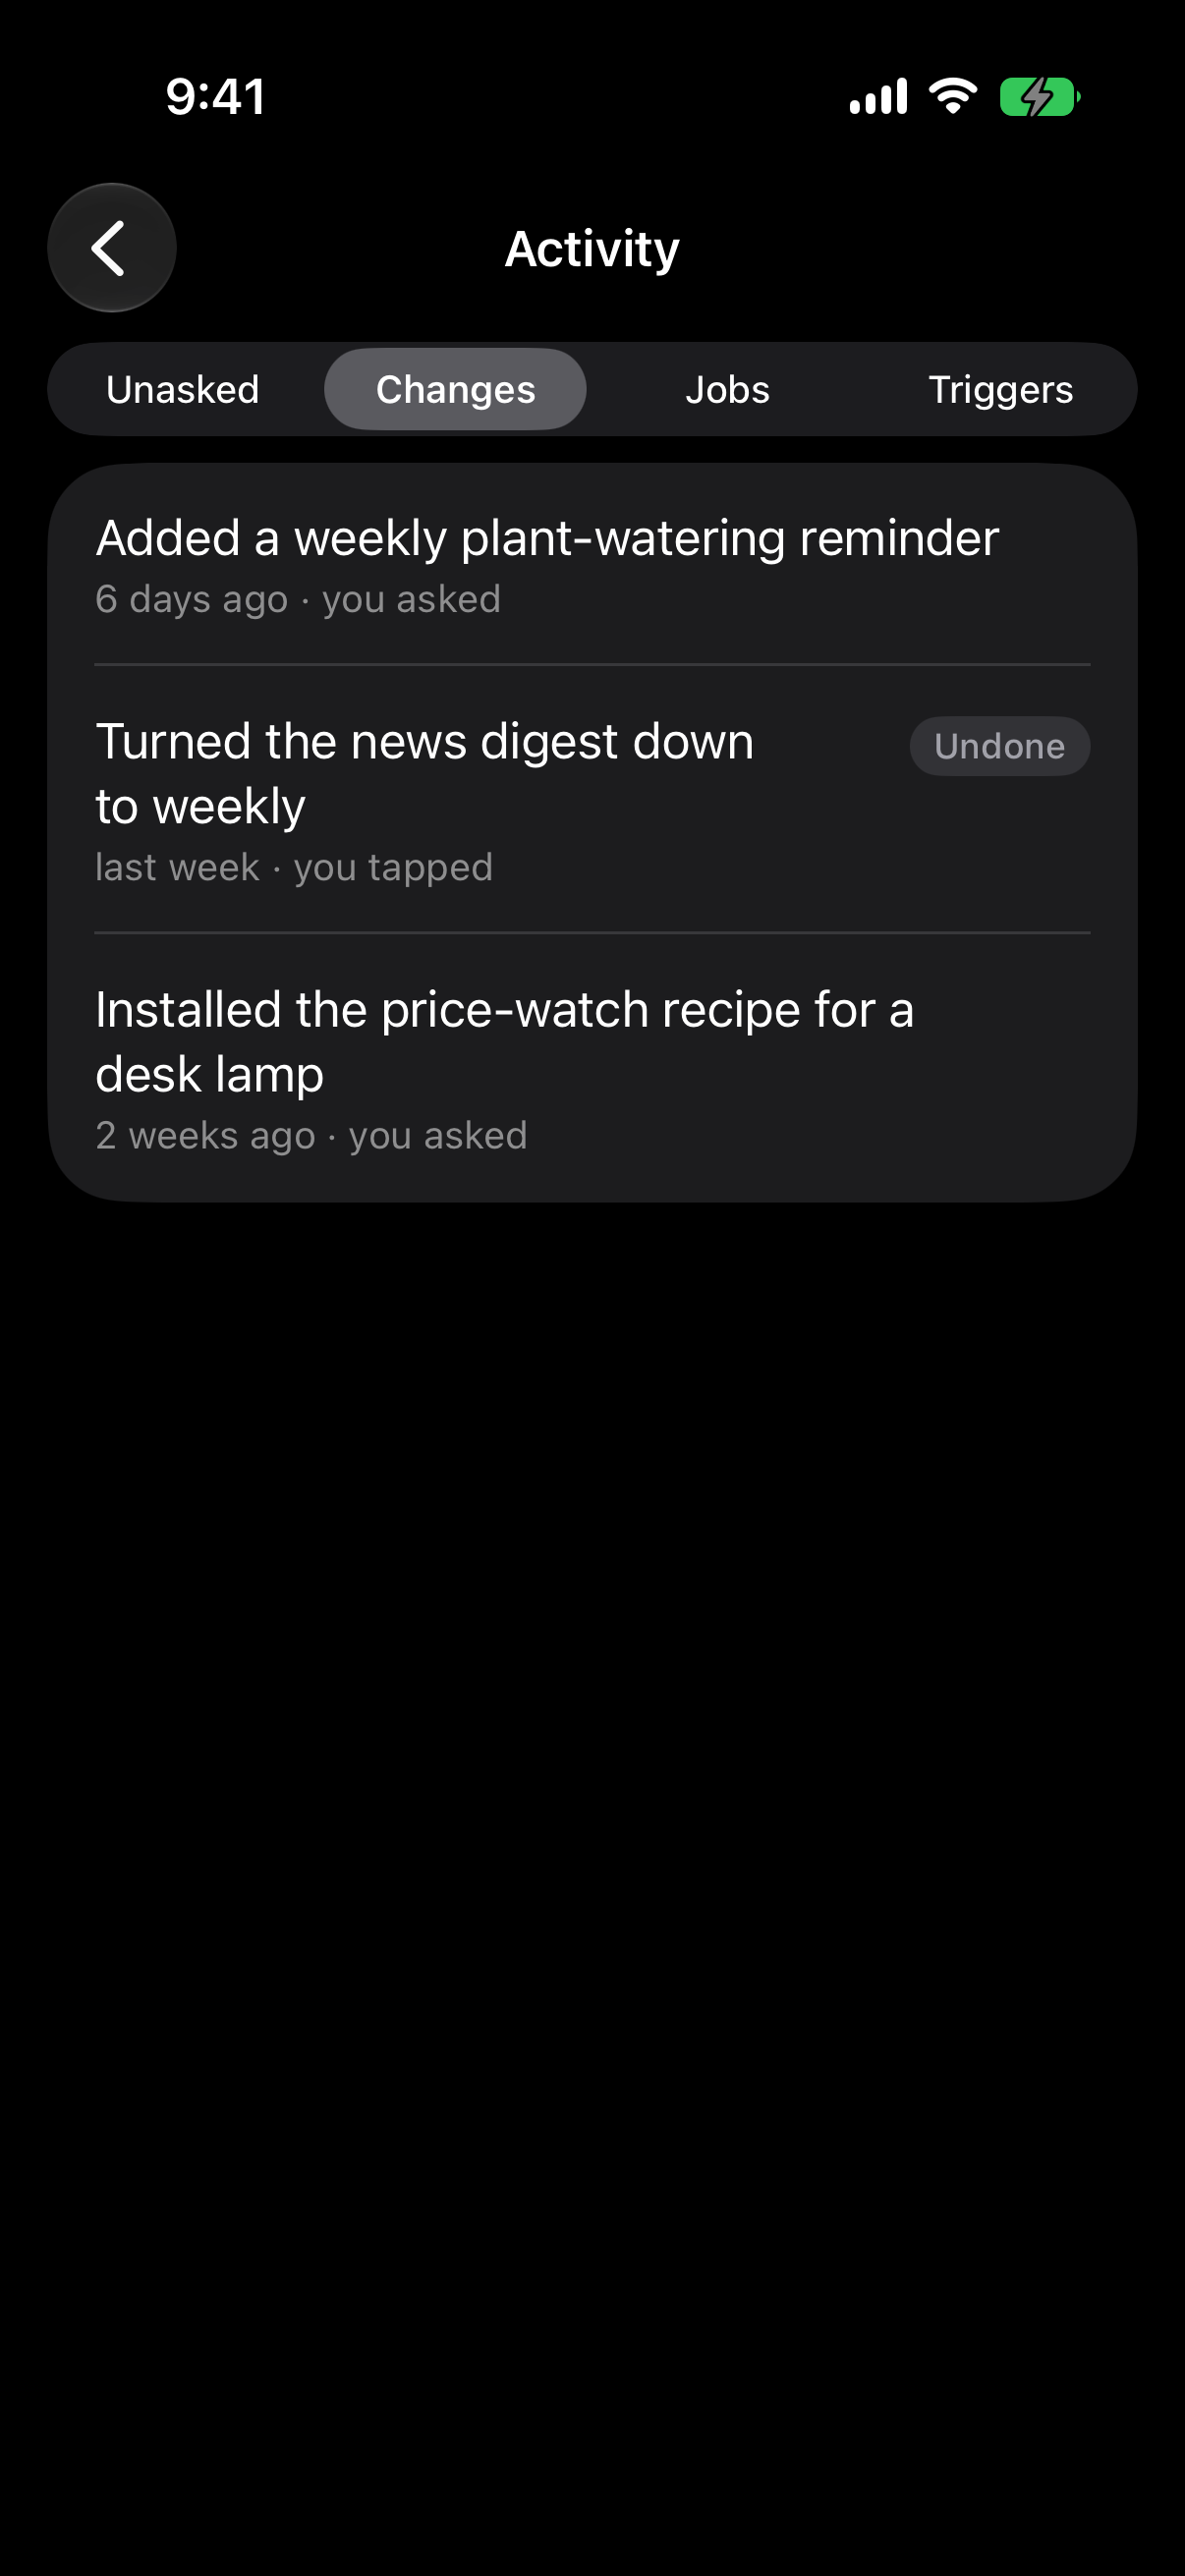 9:41
Activity
Unasked
Changes
Jobs
Triggers
Added a weekly plant-watering reminder
6 days ago · you asked
Turned the news digest down
to weekly
Undone
last week · you tapped
Installed the price-watch recipe for a
desk lamp
2 weeks ago · you asked